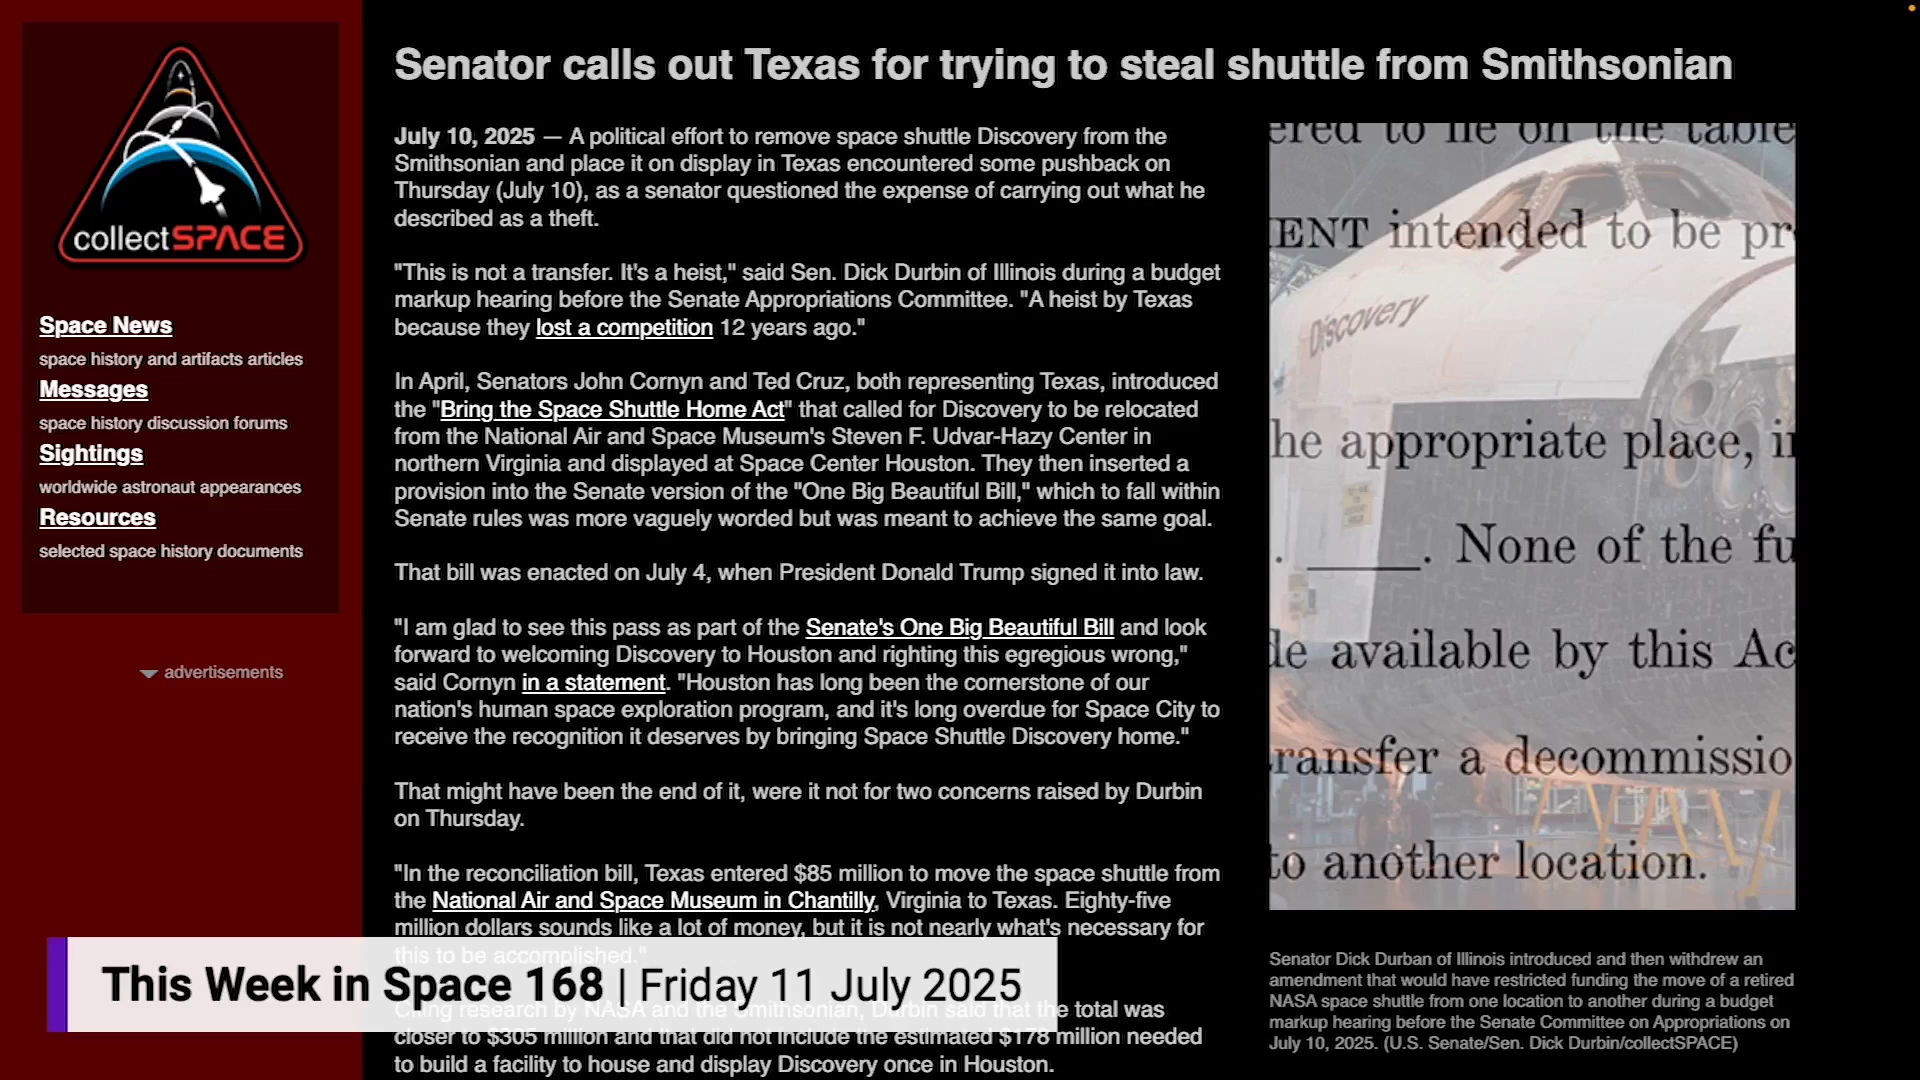 collectSPACE
Space News
space history and artifacts articles
Messages
space history discussion forums
Sightings
worldwide astronaut appearances
Resources
selected space history documents
advertisements
Senator calls out Texas for trying to steal shuttle from Smithsonian
July 10, 2025 — A political effort to remove space shuttle Discovery from the
Smithsonian and place it on display in Texas encountered some pushback on
Thursday (July 10), as a senator questioned the expense of carrying out what he
described as a theft.
"This is not a transfer. It's a heist," said Sen. Dick Durbin of Illinois during a budget
markup hearing before the Senate Appropriations Committee. "A heist by Texas
because they lost a competition 12 years ago."
In April, Senators John Cornyn and Ted Cruz, both representing Texas, introduced
the "Bring the Space Shuttle Home Act" that called for Discovery to be relocated
from the National Air and Space Museum's Steven F. Udvar-Hazy Center in
northern Virginia and displayed at Space Center Houston. They then inserted a
provision into the Senate version of the "One Big Beautiful Bill," which to fall within
Senate rules was more vaguely worded but was meant to achieve the same goal.
That bill was enacted on July 4, when President Donald Trump signed it into law.
"I am glad to see this pass as part of the Senate's One Big Beautiful Bill and look
forward to welcoming Discovery to Houston and righting this egregious wrong,"
said Cornyn in a statement. "Houston has long been the cornerstone of our
nation's human space exploration program, and it's long overdue for Space City to
receive the recognition it deserves by bringing Space Shuttle Discovery home."
That might have been the end of it, were it not for two concerns raised by Durbin
on Thursday.
"In the reconciliation bill, Texas entered $85 million to move the space shuttle from
the National Air and Space Museum in Chantilly, Virginia to Texas. Eighty-five
million dollars sounds like a lot of money, but it is not nearly what's necessary for
this to be accomplished."
Citing research by NASA and the Smithsonian, Durbin said that the total was
closer to $305 million and that did not include the estimated $178 million needed
to build a facility to house and display Discovery once in Houston.
ered to lie on the table
ENT intended to be pr
Discovery
he appropriate place, in
. ____. None of the fu
de available by this Ac
ransfer a decommissio
to another location.
Senator Dick Durban of Illinois introduced and then withdrew an
amendment that would have restricted funding the move of a retired
NASA space shuttle from one location to another during a budget
markup hearing before the Senate Committee on Appropriations on
July 10, 2025. (U.S. Senate/Sen. Dick Durbin/collectSPACE)
This Week in Space 168 | Friday 11 July 2025